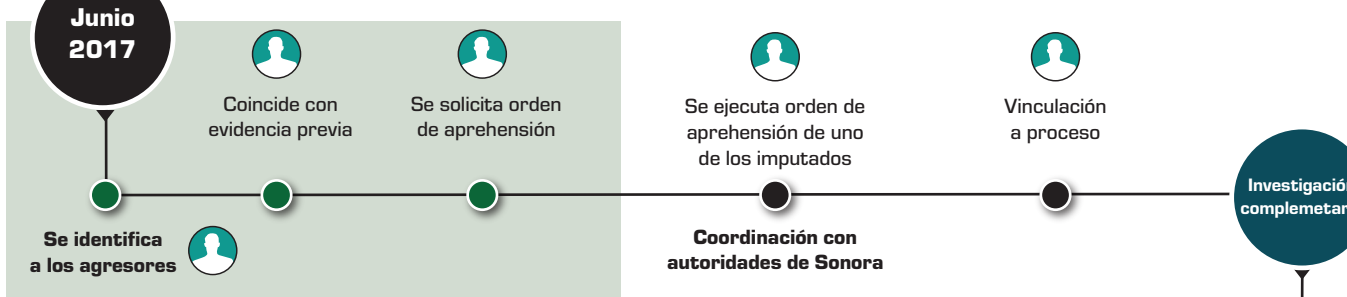 Junio
2017
Coincide con
evidencia previa
Se solicita orden
de aprehensión
Se ejecuta orden de
aprehensión de uno
de los imputados
Vinculación
a proceso
Se identifica
a los agresores
Coordinación con
autoridades de Sonora
Investigación